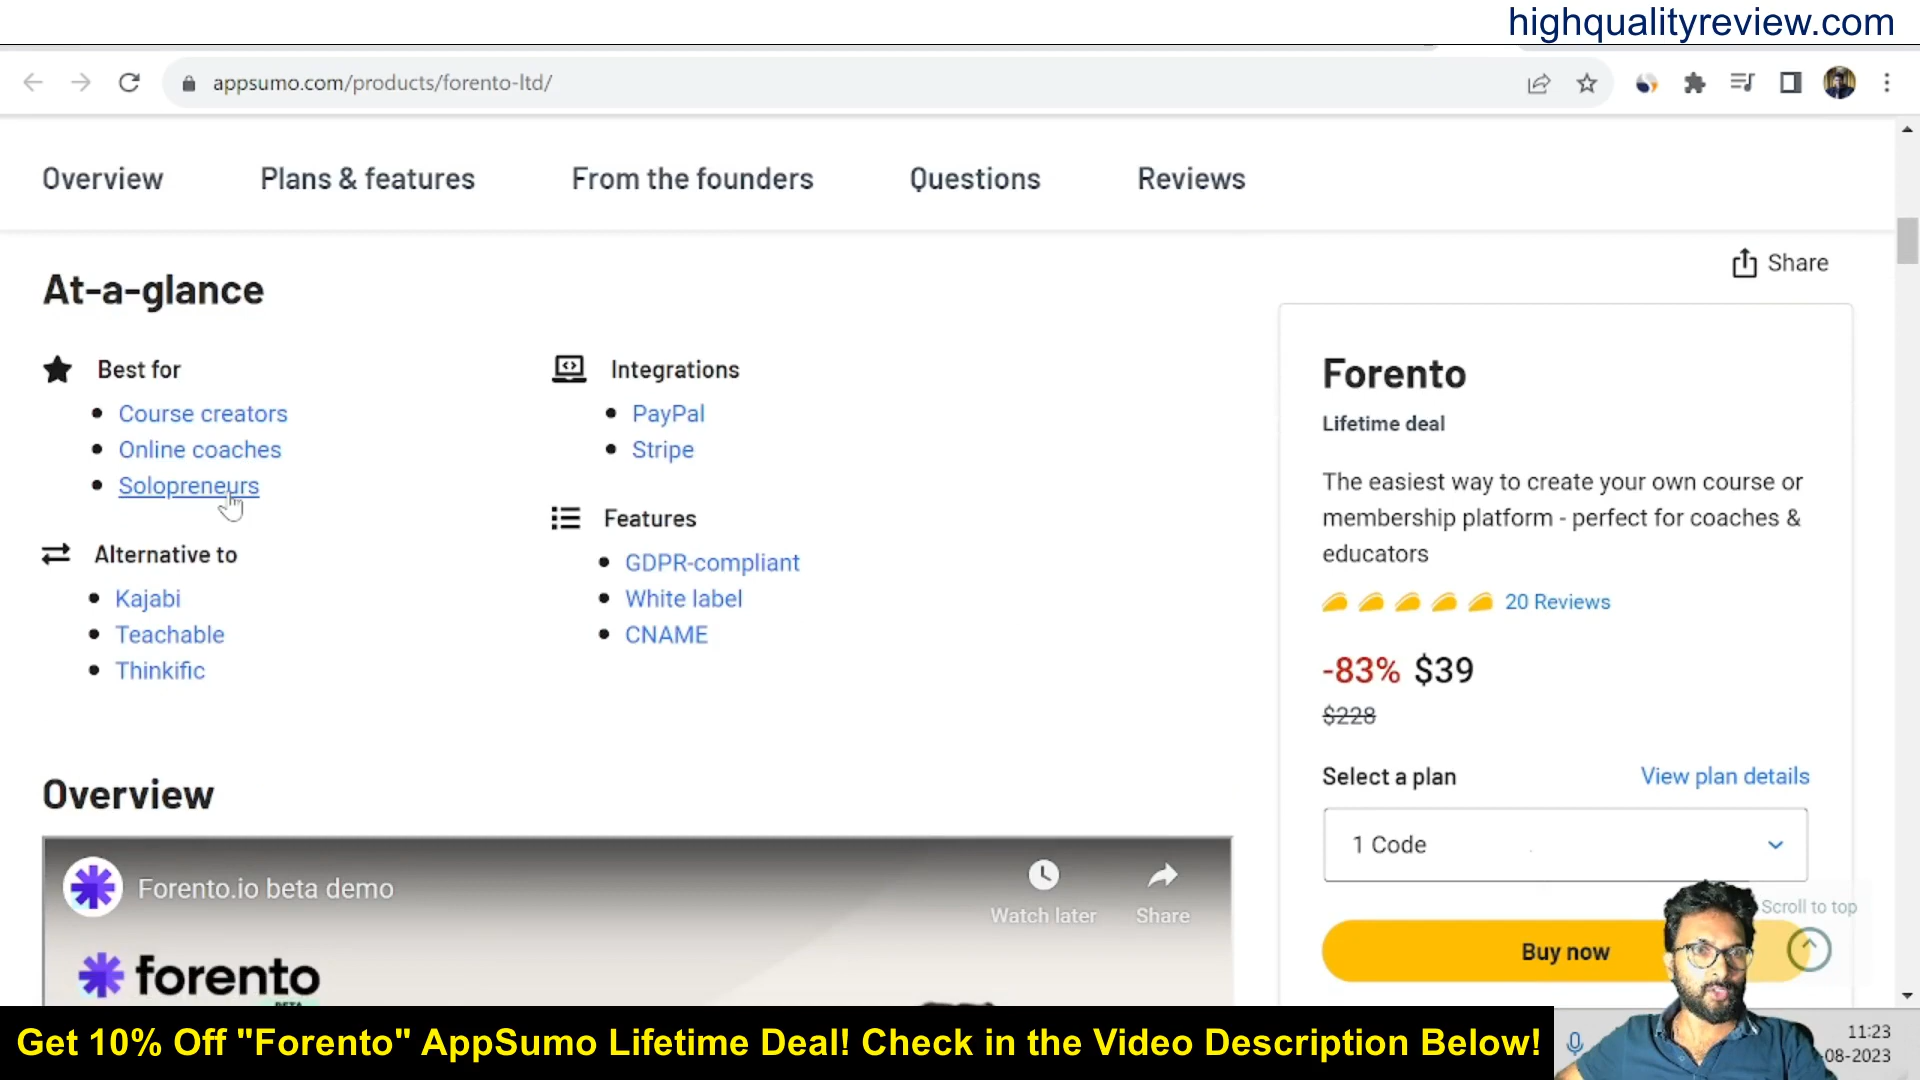 highqualityreview.com
appsumo.com/products/forento-ltd/
Overview
Plans & features
From the founders
Questions
Reviews
Share
At-a-glance
Best for
Course creators
Online coaches
Solopreneurs
Alternative to
Kajabi
Teachable
Thinkific
Integrations
PayPal
Stripe
Features
GDPR-compliant
White label
CNAME
Forento
Lifetime deal
The easiest way to create your own course or
membership platform - perfect for coaches &
educators
20 Reviews
-83% $39
$228
Select a plan
View plan details
1 Code
Buy now
Scroll to top
Overview
Forento.io beta demo
Watch later
Share
forento
BETA
Get 10% Off "Forento" AppSumo Lifetime Deal! Check in the Video Description Below!
11:23
-08-2023